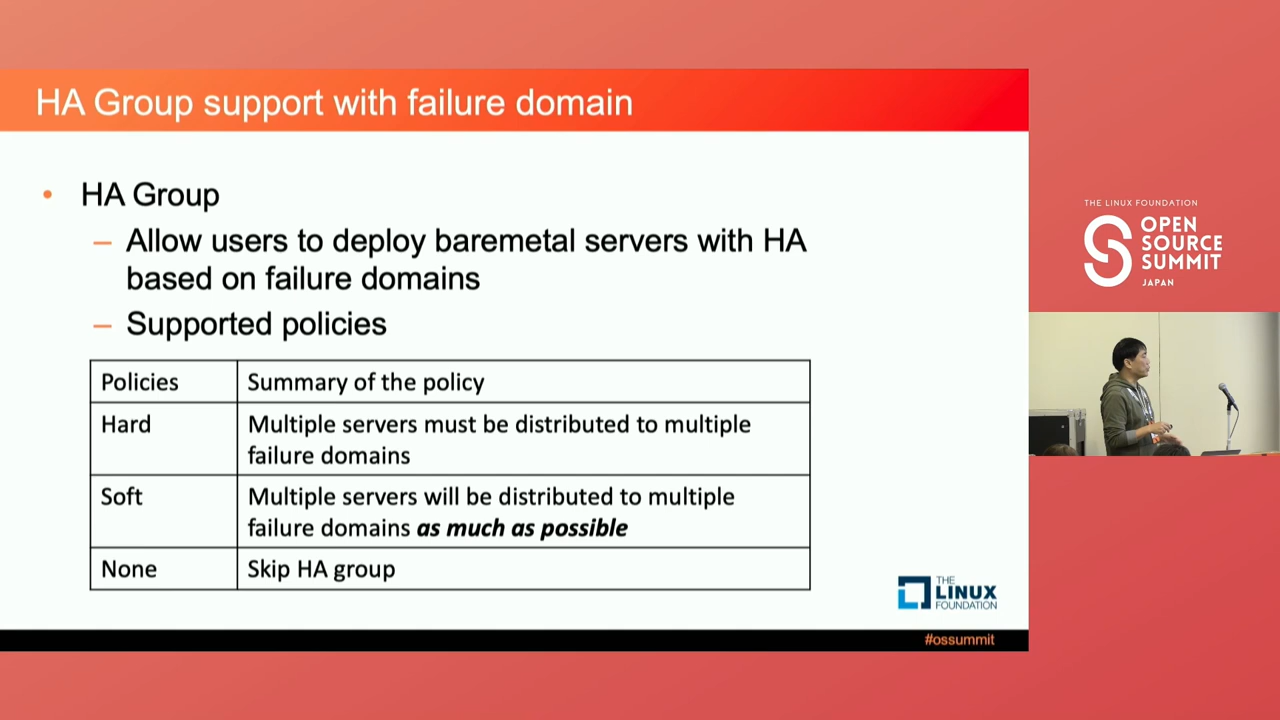 HA Group support with failure domain
• HA Group
– Allow users to deploy baremetal servers with HA
based on failure domains
– Supported policies
Policies
Summary of the policy
Hard
Multiple servers must be distributed to multiple
failure domains
Soft
Multiple servers will be distributed to multiple
failure domains as much as possible
None
Skip HA group
THE
LINUX
FOUNDATION
#ossummit
THE LINUX FOUNDATION
OPEN
SOURCE
SUMMIT
JAPAN